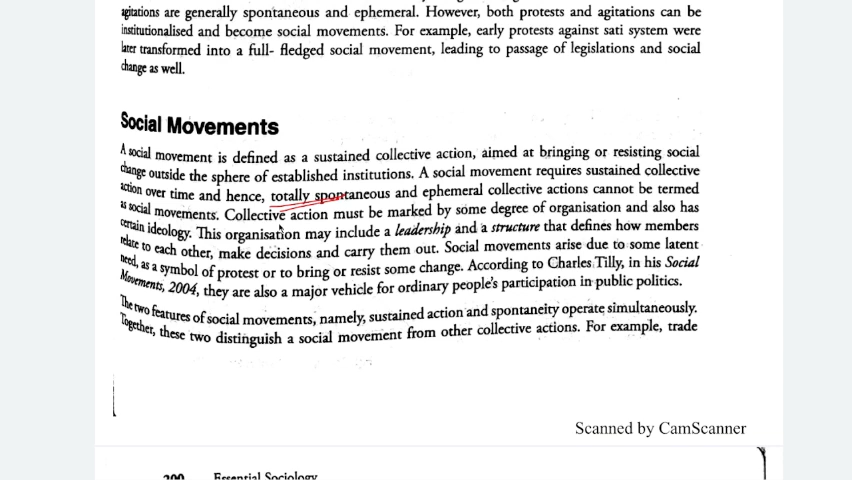 agitations are generally spontaneous and ephemeral. However, both protests and agitations can be
institutionalised and become social movements. For example, early protests against sati system were
later transformed into a full- fledged social movement, leading to passage of legislations and social
change as well.
Social Movements
A social movement is defined as a sustained collective action, aimed at bringing or resisting social
change outside the sphere of established institutions. A social movement requires sustained collective
action over time and hence, totally spontaneous and ephemeral collective actions cannot be termed
as social movements. Collective action must be marked by some degree of organisation and also has
certain ideology. This organisation may include a leadership and a structure that defines how members
relate to each other, make decisions and carry them out. Social movements arise due to some latent
need, as a symbol of protest or to bring or resist some change. According to Charles Tilly, in his Social
Movements, 2004, they are also a major vehicle for ordinary people's participation in public politics.
The two features of social movements, namely, sustained action and spontaneity operate simultaneously.
Together, these two distinguish a social movement from other collective actions. For example, trade
Scanned by CamScanner
Essential Sociology